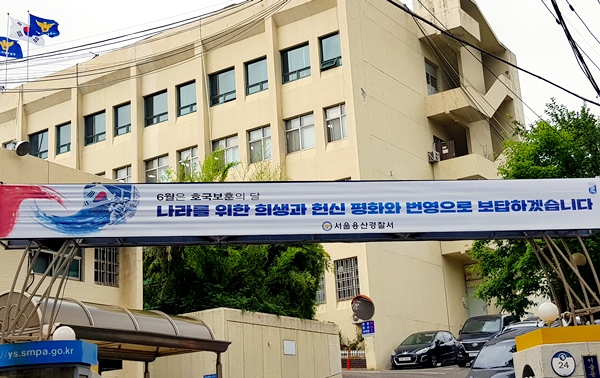 6월은 호국보훈의 달
나라를 위한 희생과 헌신 평화와 번영으로 보답하겠습니다
서울용산경찰서
//ys.smpa.go.kr
24